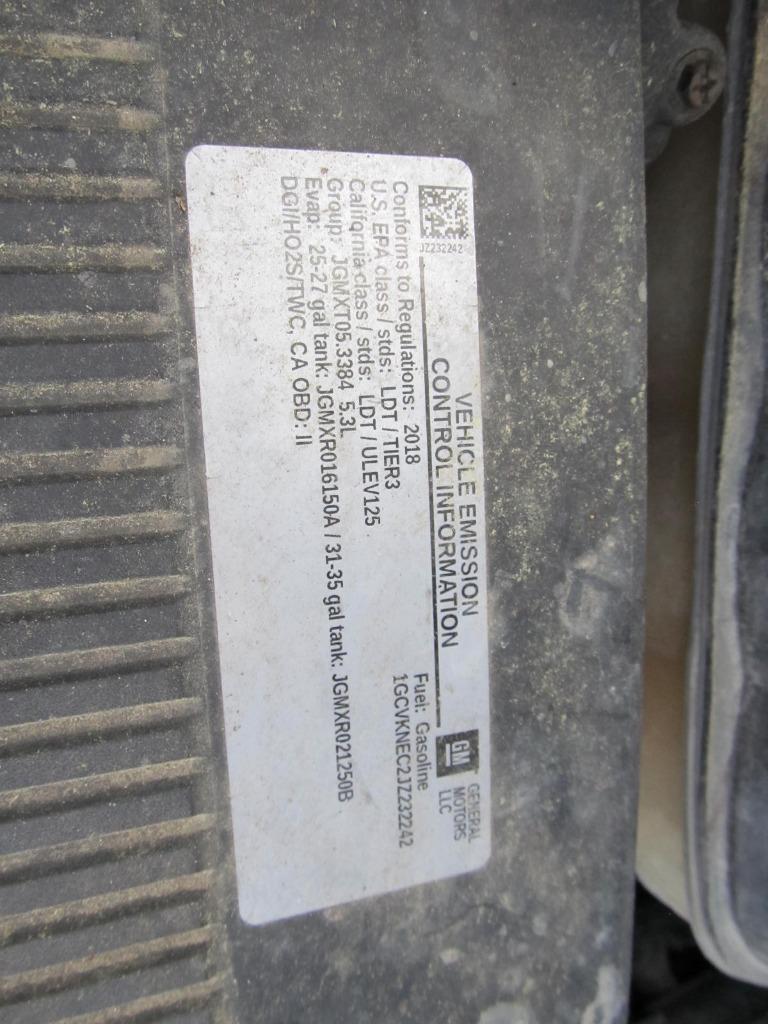 JZ232242
VEHICLE EMISSION
CONTROL INFORMATION
GM
GENERAL
MOTORS
LLC
Conforms to Regulations: 2018
Fuel: Gasoline
U.S. EPA class / stds: LDT / TIER3
1GCVKNEC2JZ232242
California class / stds: LDT / ULEV125
Group: JGMXT05.3384 5.3L
Evap: 25-27 gal tank: JGMXR016150A / 31-35 gal tank: JGMXR021250B
DGI/HO2S/TWC, CA OBD: II